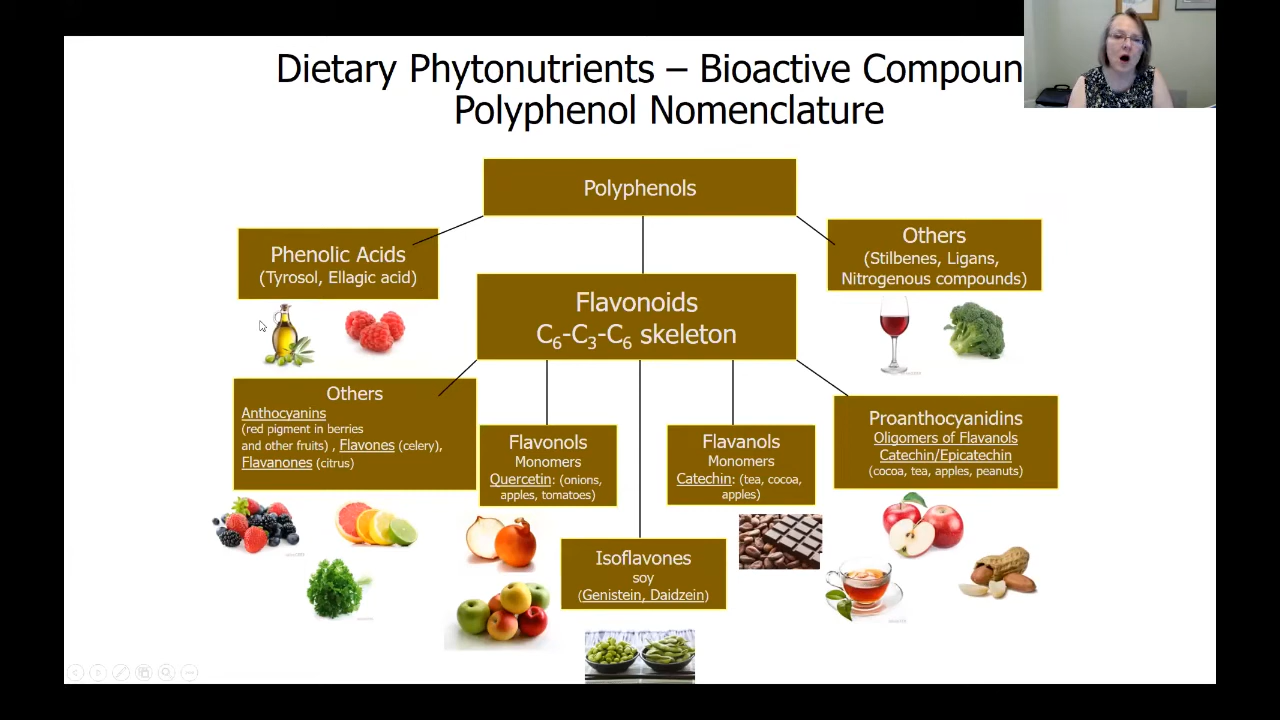 Dietary Phytonutrients – Bioactive Compoun
Polyphenol Nomenclature
Polyphenols
Phenolic Acids
(Tyrosol, Ellagic acid)
Others
(Stilbenes, Ligans,
Nitrogenous compounds)
Flavonoids
C6-C3-C6 skeleton
Others
Anthocyanins
(red pigment in berries
and other fruits) , Flavones (celery),
Flavanones (citrus)
Flavonols
Monomers
Quercetin: (onions,
apples, tomatoes)
Flavanols
Monomers
Catechin: (tea, cocoa,
apples)
Proanthocyanidins
Oligomers of Flavanols
Catechin/Epicatechin
(cocoa, tea, apples, peanuts)
Isoflavones
soy
(Genistein, Daidzein)